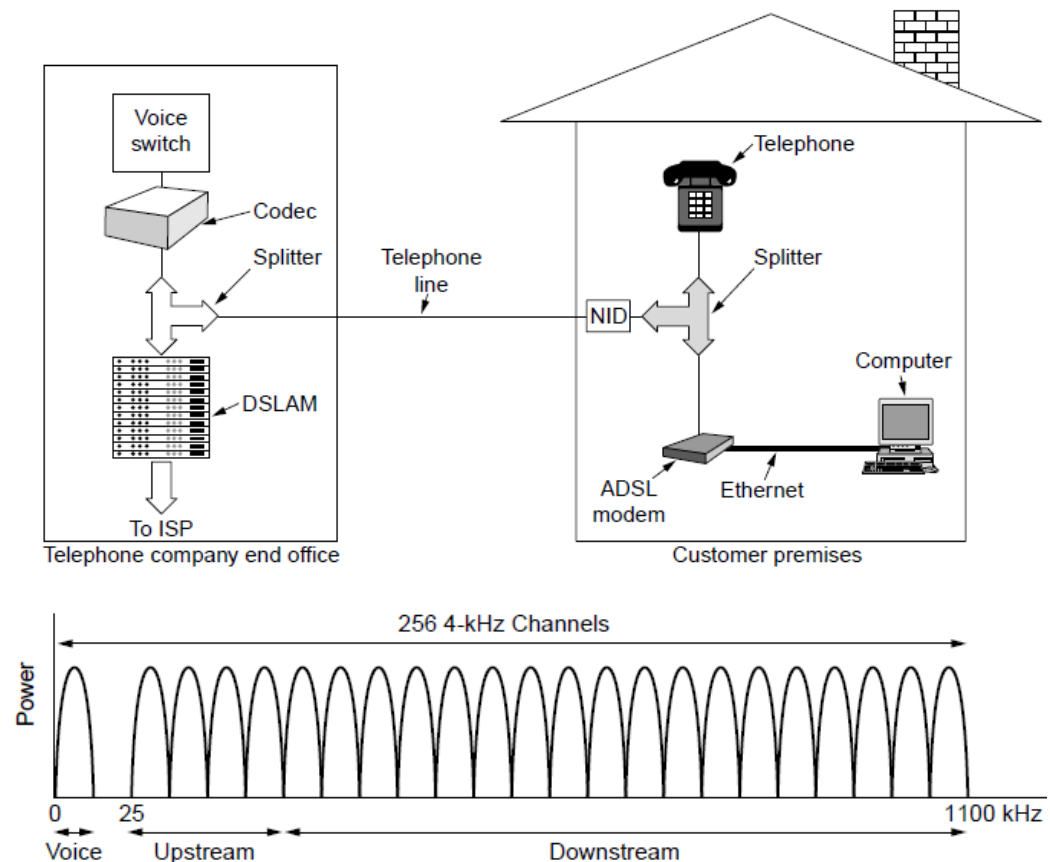 Voice
switch
Codec
Splitter
DSLAM
To ISP
Telephone company end office
Telephone
line
Telephone
NID
Splitter
Computer
ADSL
modem
Ethernet
Customer premises
256 4-kHz Channels
Power
0
25
1100 kHz
Voice
Upstream
Downstream